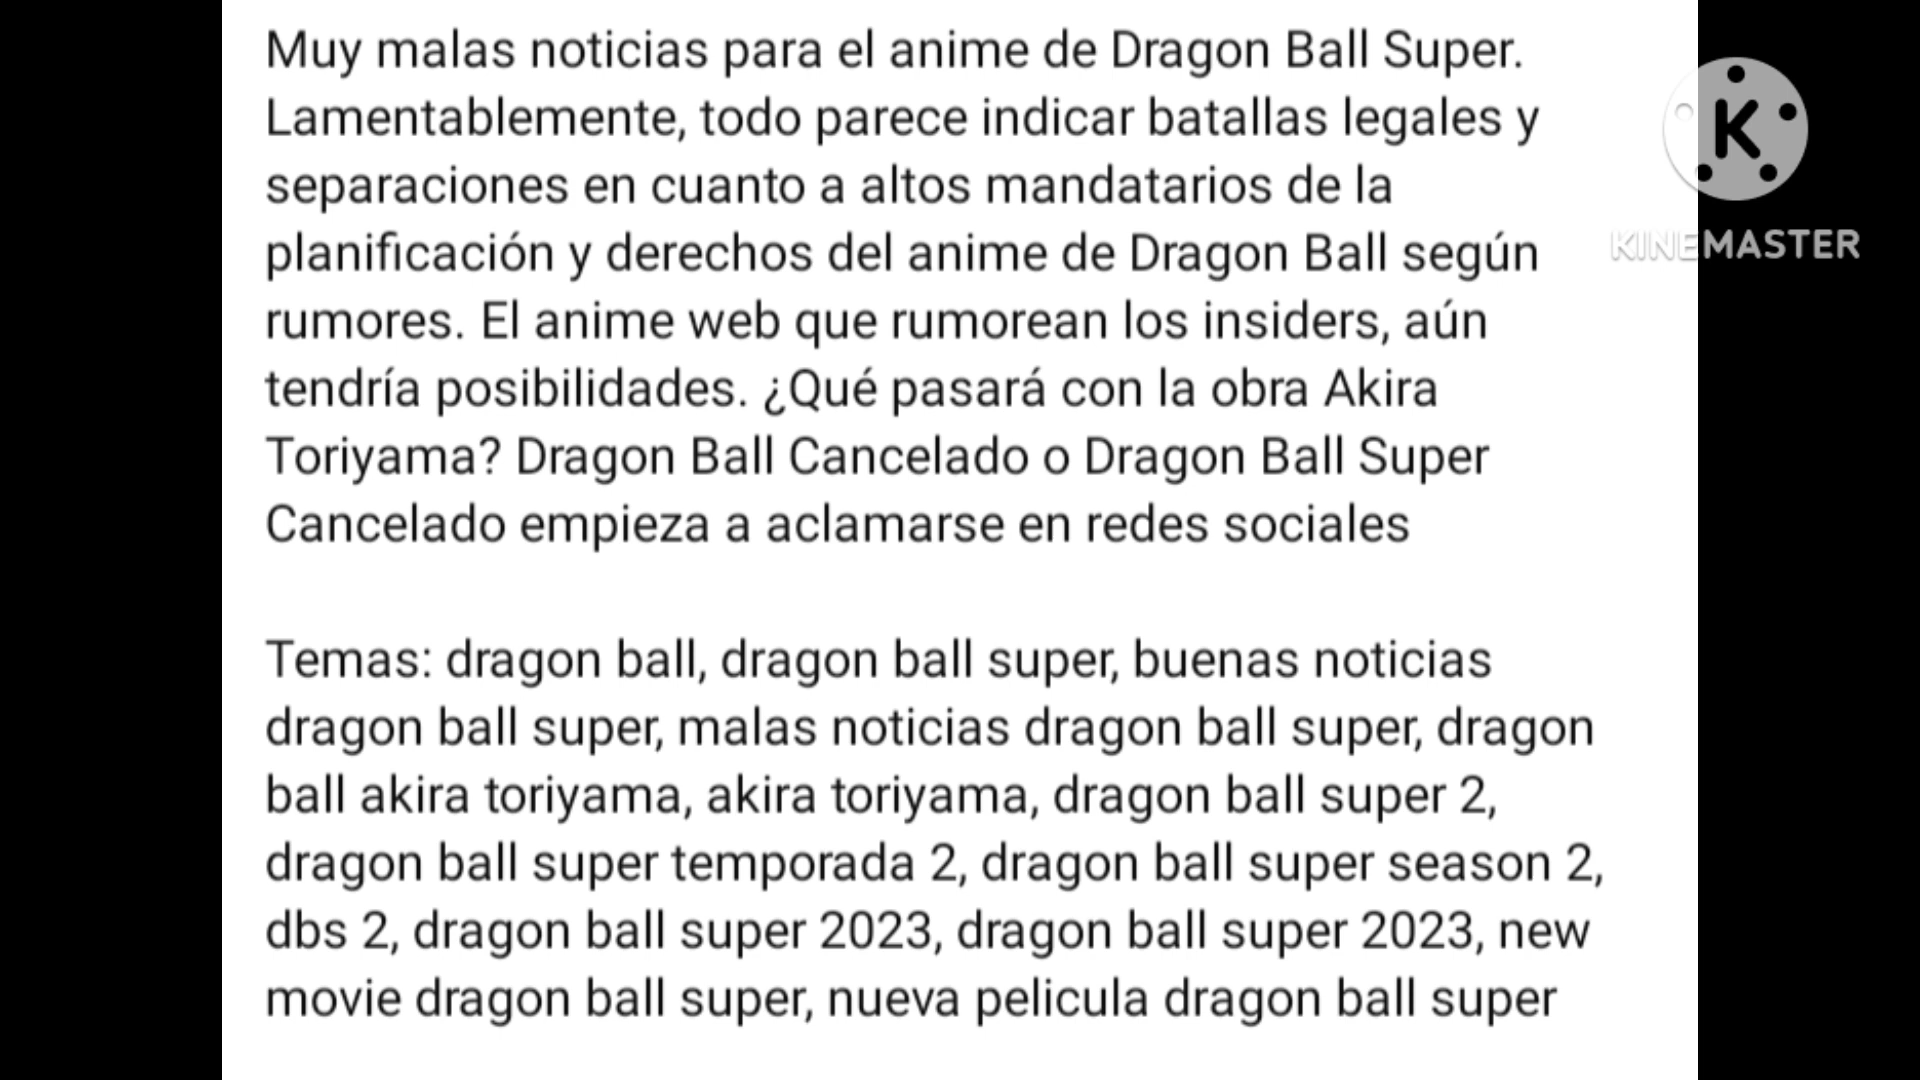 Muy malas noticias para el anime de Dragon Ball Super.
Lamentablemente, todo parece indicar batallas legales y
separaciones en cuanto a altos mandatarios de la
planificación y derechos del anime de Dragon Ball según
rumores. El anime web que rumorean los insiders, aún
tendría posibilidades. ¿Qué pasará con la obra Akira
Toriyama? Dragon Ball Cancelado o Dragon Ball Super
Cancelado empieza a aclamarse en redes sociales
Temas: dragon ball, dragon ball super, buenas noticias
dragon ball super, malas noticias dragon ball super, dragon
ball akira toriyama, akira toriyama, dragon ball super 2,
dragon ball super temporada 2, dragon ball super season 2,
dbs 2, dragon ball super 2023, dragon ball super 2023, new
movie dragon ball super, nueva pelicula dragon ball super
K
KINEMASTER